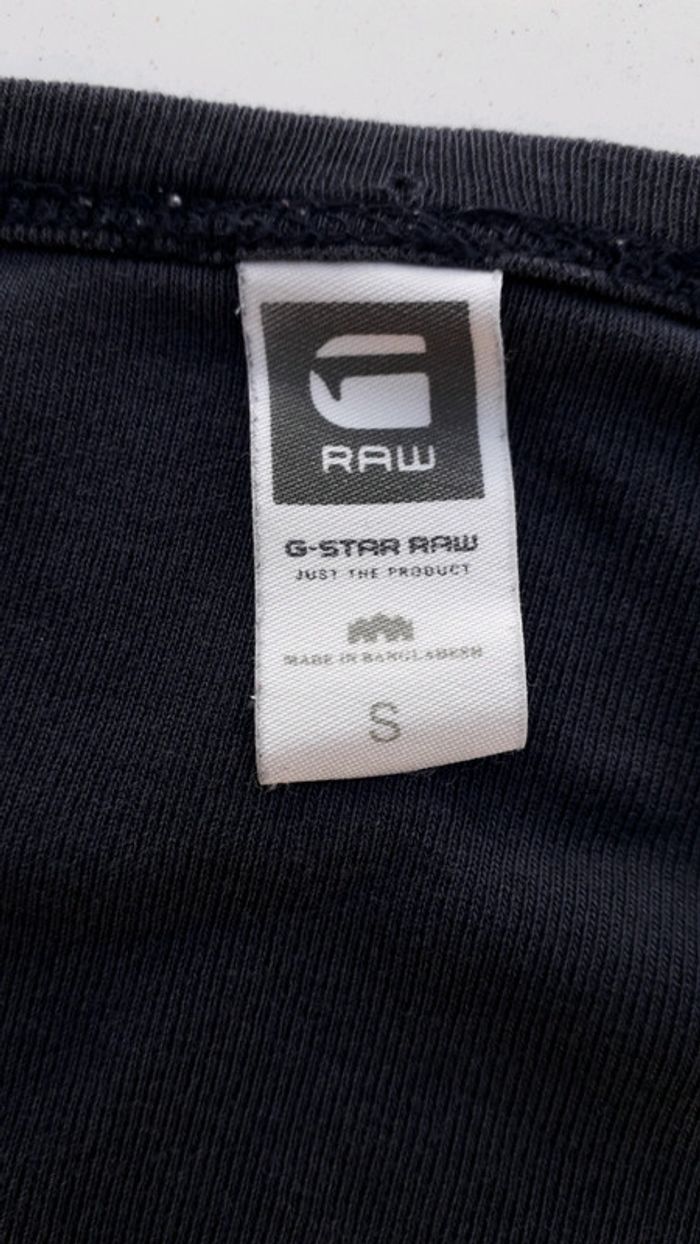 RAW
G-STAR RAW
JUST THE PRODUCT
MADE IN BANGLADESH
S